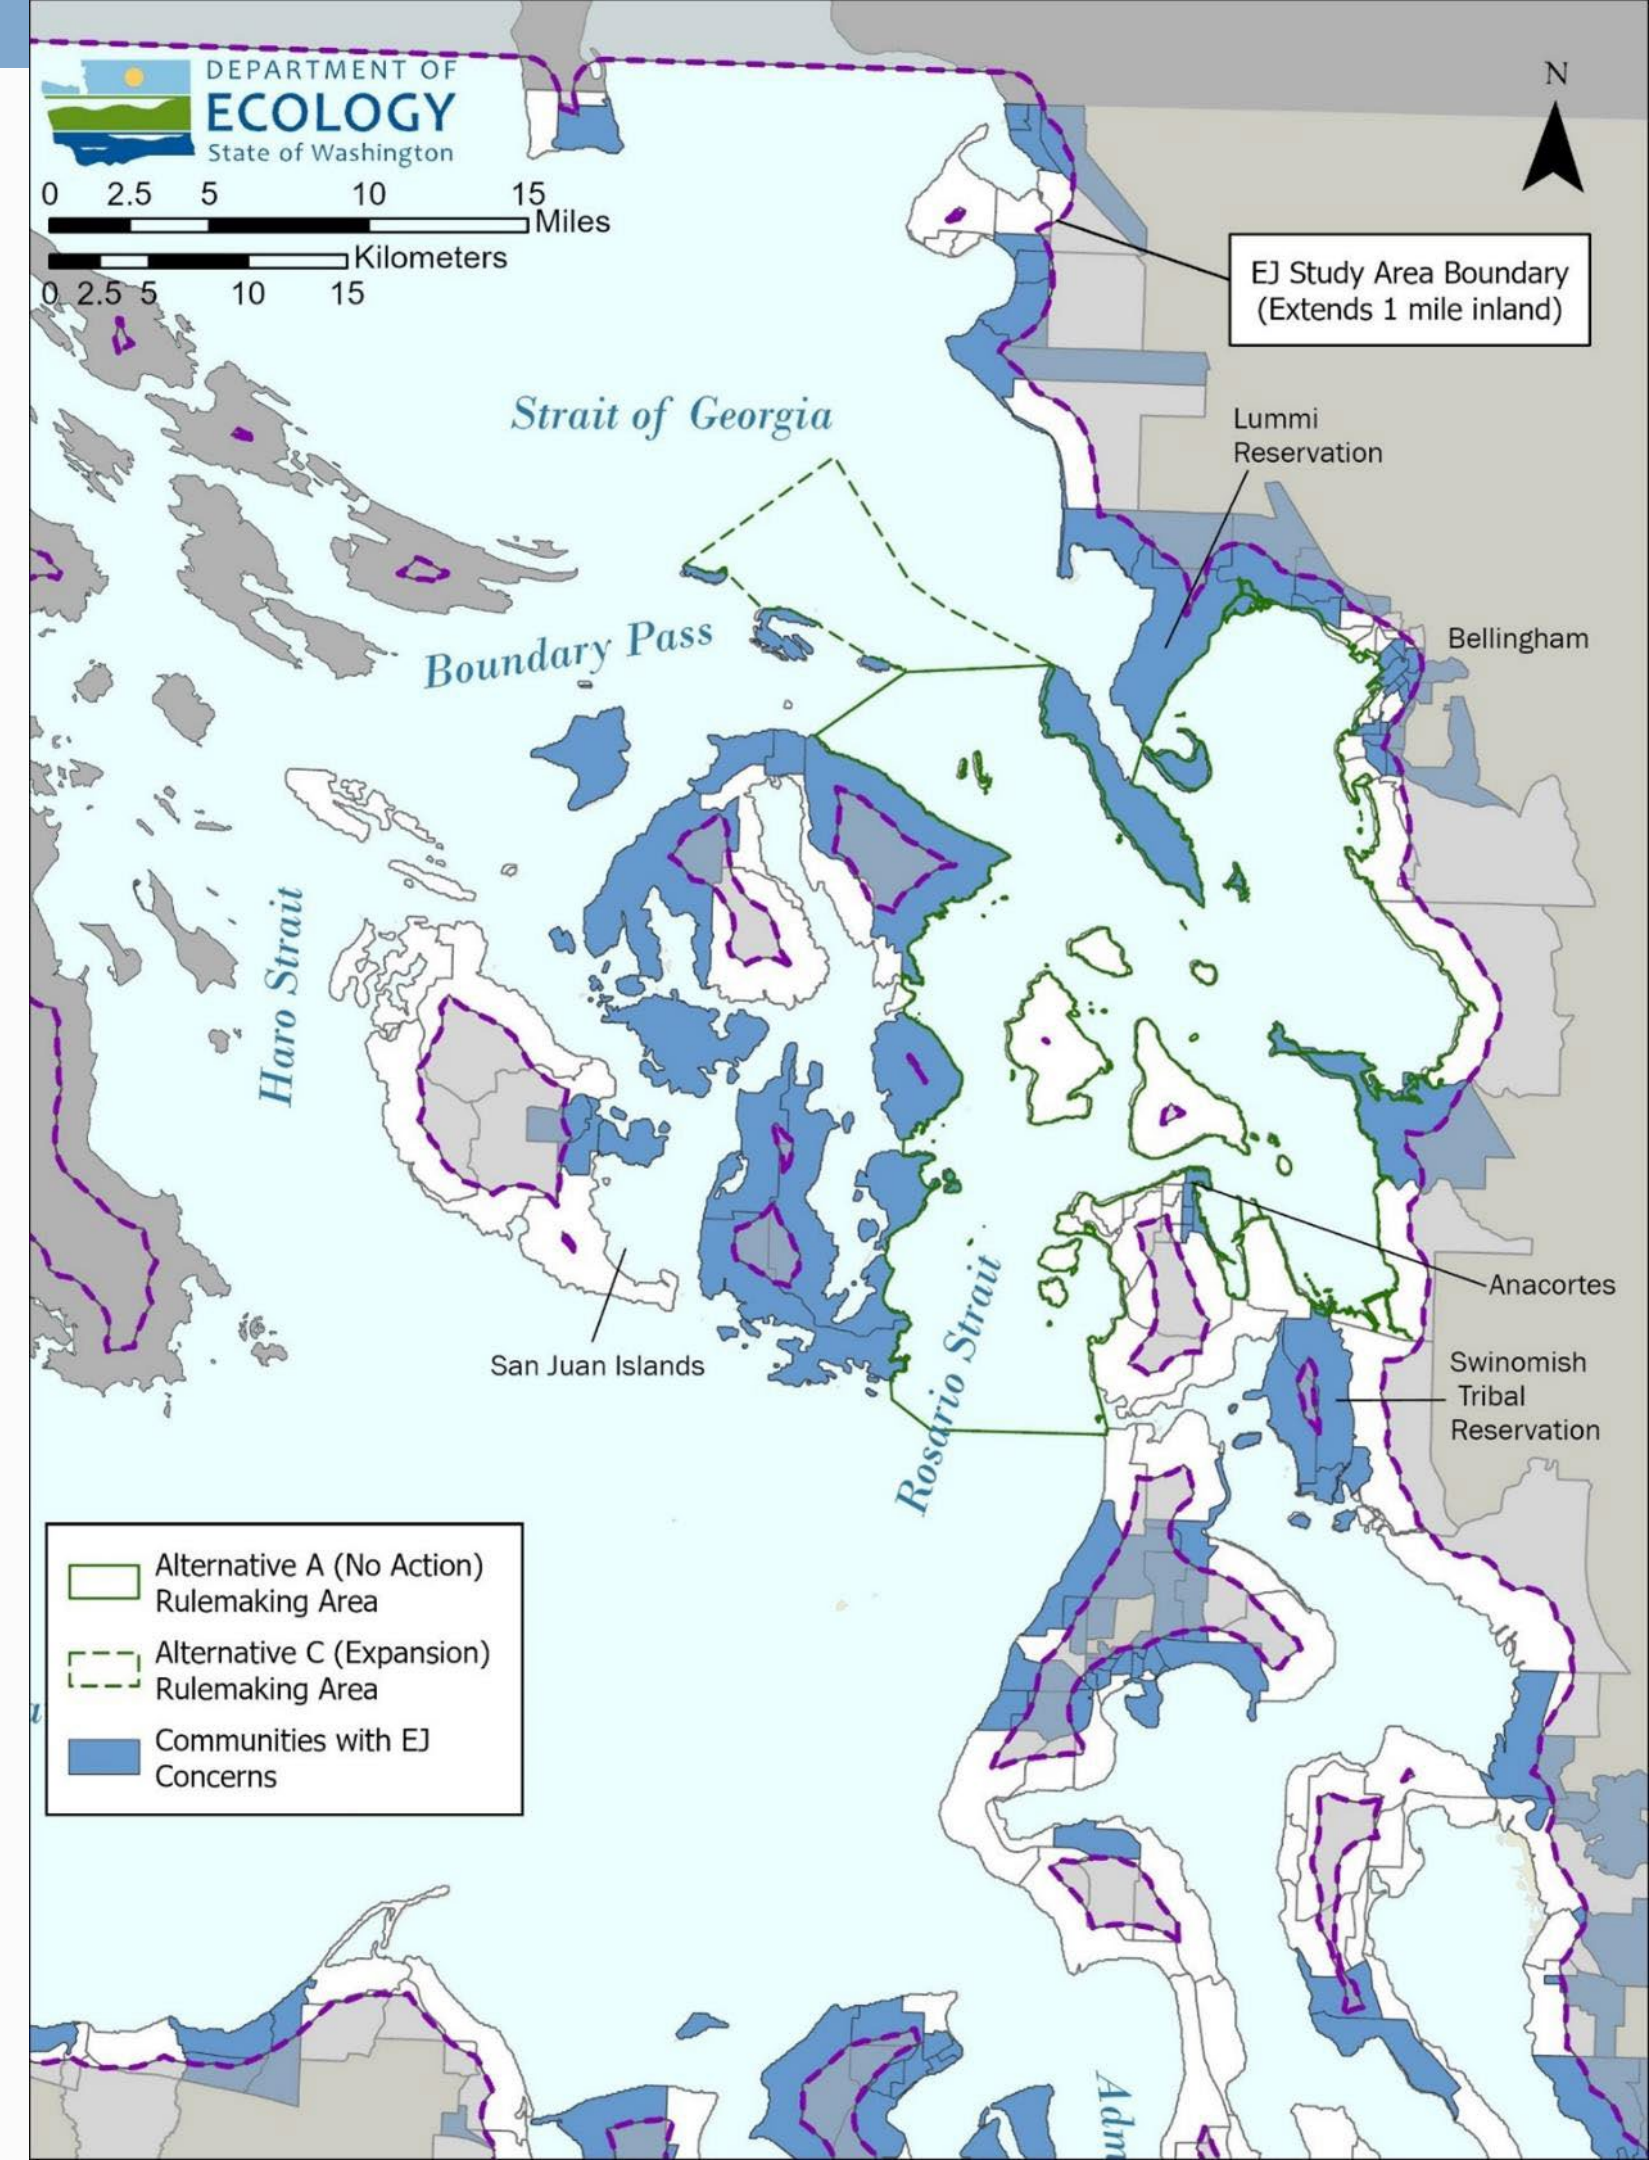 DEPARTMENT OF
ECOLOGY
State of Washington
0 2.5 5 10 15
Miles
Kilometers
0 2.5 5 10 15
N
EJ Study Area Boundary
(Extends 1 mile inland)
Strait of Georgia
Lummi
Reservation
Boundary Pass
Bellingham
Haro Strait
San Juan Islands
Rosario Strait
Anacortes
Swinomish
Tribal
Reservation
Alternative A (No Action)
Rulemaking Area
Alternative C (Expansion)
Rulemaking Area
Communities with EJ
Concerns
Adm